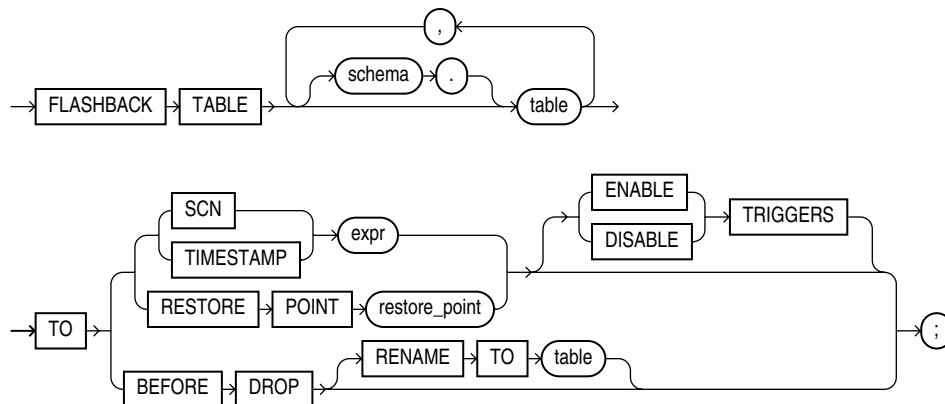 ,
schema .
FLASHBACK TABLE table
SCN ENABLE
expr TRIGGERS
TIMESTAMP DISABLE
RESTORE POINT restore_point
TO ;
RENAME TO table
BEFORE DROP